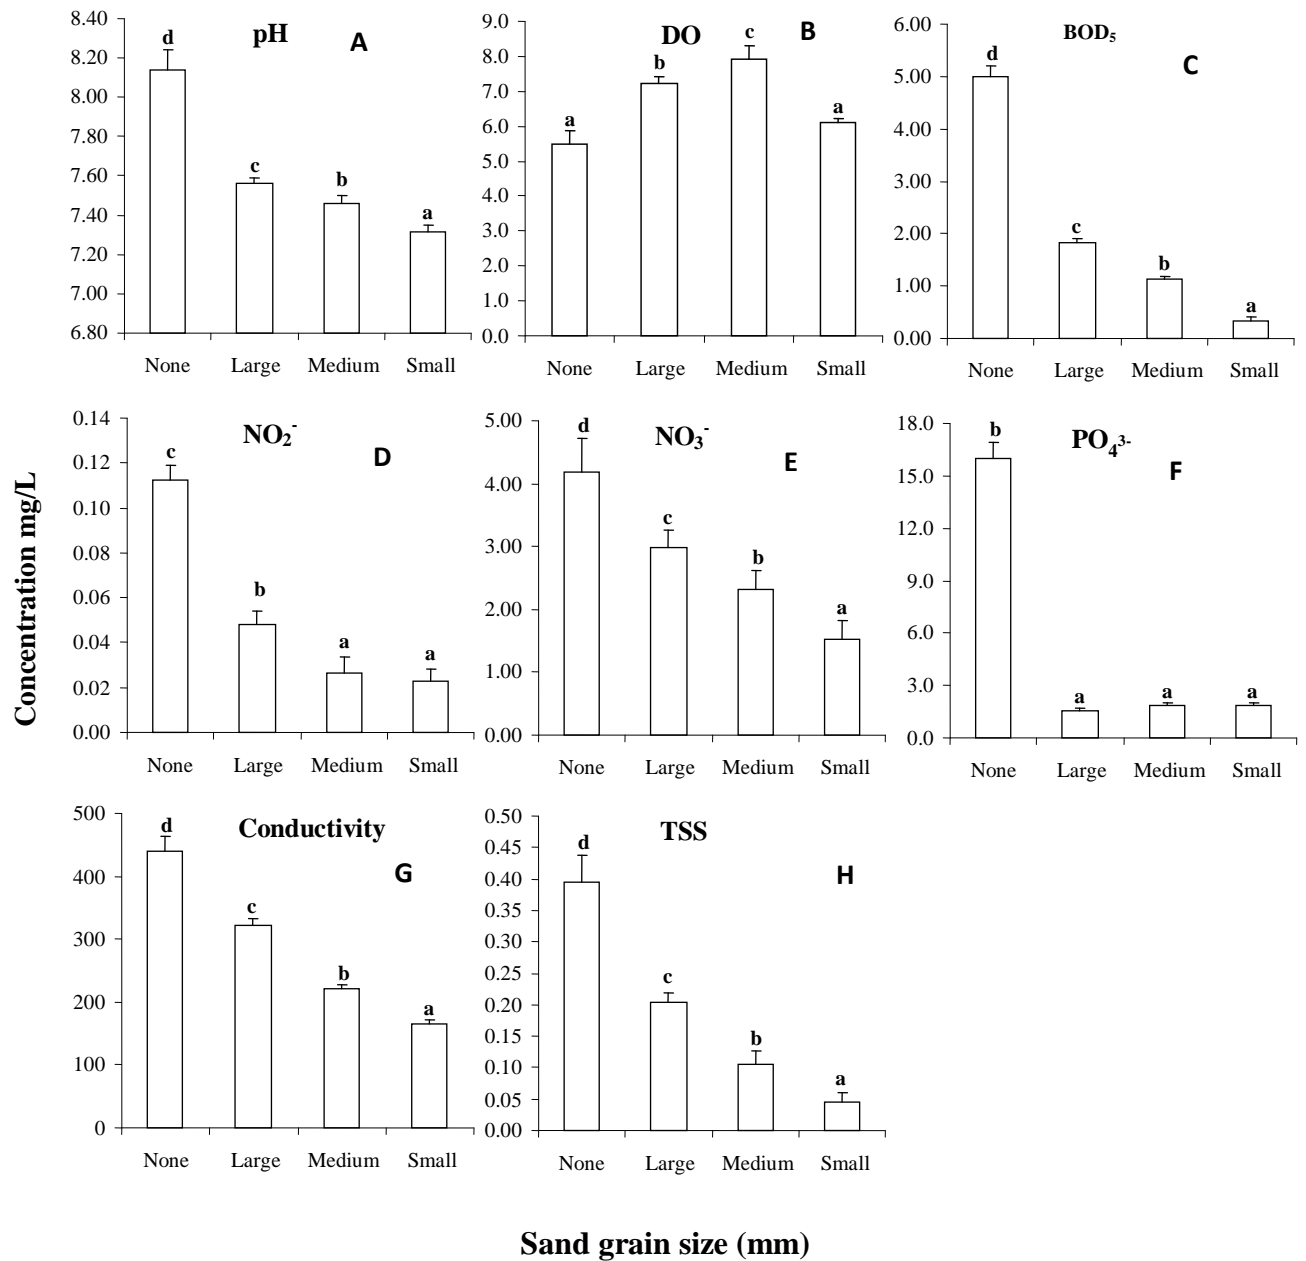 pH A
8.40
8.20
8.00
7.80
7.60
7.40
7.20
7.00
6.80
d
c
b
a
None Large Medium Small
DO B
9.0
8.0
7.0
6.0
5.0
4.0
3.0
2.0
1.0
0.0
a
b
c
a
None Large Medium Small
BOD₅ C
6.00
5.00
4.00
3.00
2.00
1.00
0.00
d
c
b
a
None Large Medium Small
Concentration mg/L
NO₂⁻ D
0.14
0.12
0.10
0.08
0.06
0.04
0.02
0.00
c
b
a
a
None Large Medium Small
NO₃⁻ E
5.00
4.00
3.00
2.00
1.00
0.00
d
c
b
a
None Large Medium Small
PO₄³⁻ F
18.0
15.0
12.0
9.0
6.0
3.0
0.0
b
a
a
a
None Large Medium Small
Conductivity G
500
400
300
200
100
0
d
c
b
a
None Large Medium Small
TSS H
0.50
0.45
0.40
0.35
0.30
0.25
0.20
0.15
0.10
0.05
0.00
d
c
b
a
None Large Medium Small
Sand grain size (mm)